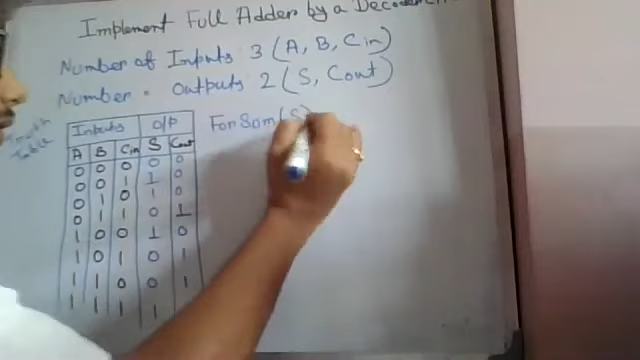 Implement Full Adder by a Decoder
Number of Inputs 3 (A, B, Cin)
Number . outputs 2 (S, Cout)
Truth Table
Inputs O/P
A B Cin S Cout
0 0 0 0 0
0 0 1 1 0
0 1 0 1 0
0 1 1 0 1
1 0 0 1 0
1 0 1 0 1
1 1 0 0 1
1 1 1 1 1
For Sum (S)